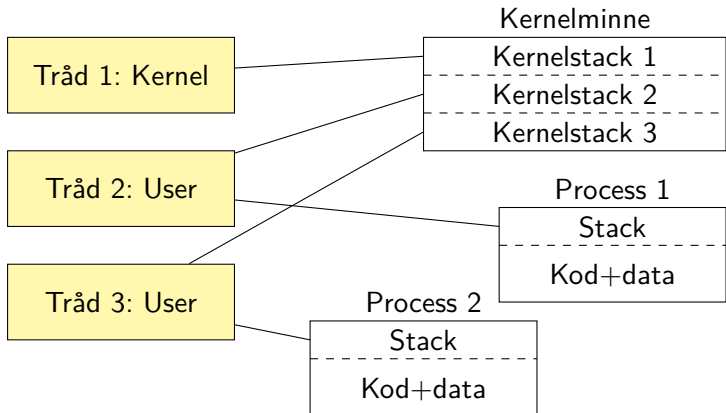 Kernelminne
Tråd 1: Kernel
Kernelstack 1
Kernelstack 2
Kernelstack 3
Tråd 2: User
Process 1
Stack
Kod+data
Tråd 3: User
Process 2
Stack
Kod+data